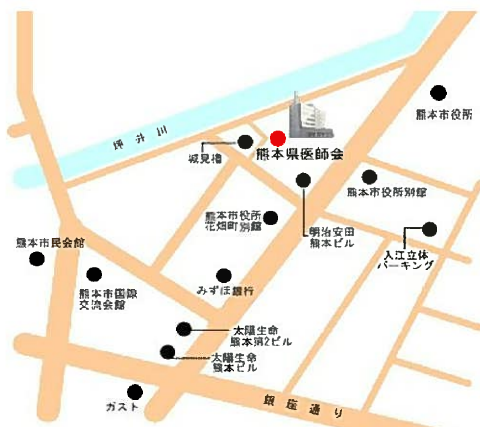 熊本市役所
坪井川
城見櫓
熊本県医師会
熊本市役所別館
熊本市役所
花畑町別館
明治安田
熊本ビル
入江立体
パーキング
熊本市民会館
熊本市国際
交流会館
みずほ銀行
太陽生命
熊本第2ビル
太陽生命
熊本ビル
ガスト
銀座通り